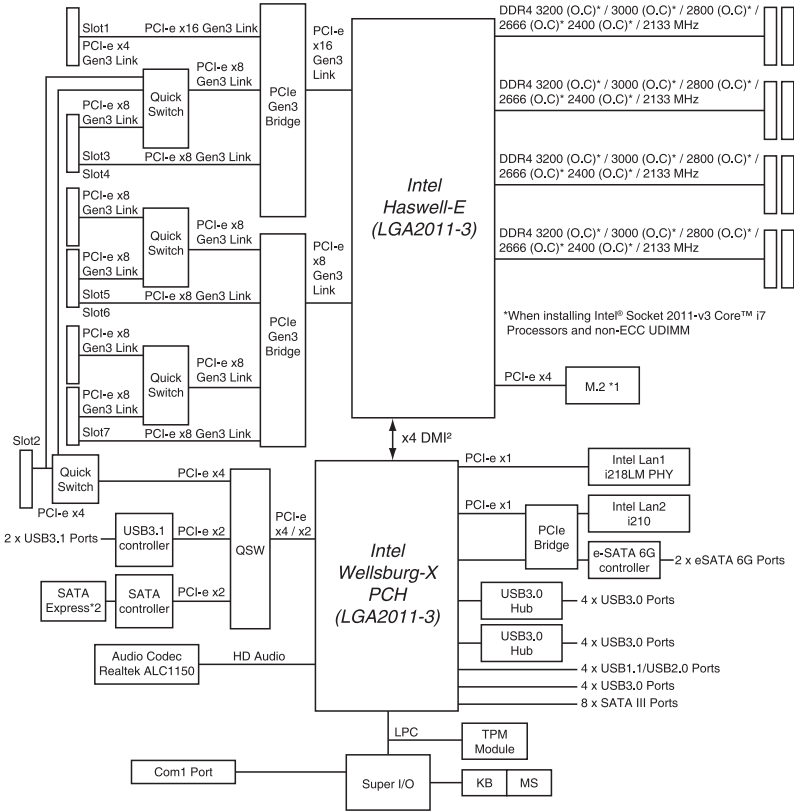 Slot1
PCI-e x16 Gen3 Link
PCI-e x4
Gen3 Link
PCI-e
x16
Gen3
Link
PCI-e x8
Gen3 Link
Quick
Switch
PCIe
Gen3
Bridge
PCI-e x8
Gen3 Link
Slot3
PCI-e x8 Gen3 Link
Slot4
PCI-e x8
Gen3 Link
Quick
Switch
PCI-e x8
Gen3 Link
PCI-e x8
Gen3 Link
PCI-e
x8
Gen3
Link
Slot5
PCI-e x8 Gen3 Link
Slot6
PCIe
Gen3
Bridge
PCI-e x8
Gen3 Link
Quick
Switch
PCI-e x8
Gen3 Link
PCI-e x8
Gen3 Link
Slot7
PCI-e x8 Gen3 Link
Intel
Haswell-E
(LGA2011-3)
DDR4 3200 (O.C)* / 3000 (O.C)* / 2800 (O.C)* /
2666 (O.C)* 2400 (O.C)* / 2133 MHz
DDR4 3200 (O.C)* / 3000 (O.C)* / 2800 (O.C)* /
2666 (O.C)* 2400 (O.C)* / 2133 MHz
DDR4 3200 (O.C)* / 3000 (O.C)* / 2800 (O.C)* /
2666 (O.C)* 2400 (O.C)* / 2133 MHz
DDR4 3200 (O.C)* / 3000 (O.C)* / 2800 (O.C)* /
2666 (O.C)* 2400 (O.C)* / 2133 MHz
*When installing Intel® Socket 2011-v3 Core™ i7
Processors and non-ECC UDIMM
PCI-e x4
M.2 *1
x4 DMI²
Slot2
Quick
Switch
PCI-e x4
PCI-e x4
2 x USB3.1 Ports
USB3.1
controller
PCI-e x2
QSW
PCI-e
x4 / x2
SATA
Express*2
SATA
controller
PCI-e x2
Audio Codec
Realtek ALC1150
HD Audio
Intel
Wellsburg-X
PCH
(LGA2011-3)
PCI-e x1
Intel Lan1
i218LM PHY
PCI-e x1
PCIe
Bridge
Intel Lan2
i210
e-SATA 6G
controller
2 x eSATA 6G Ports
USB3.0
Hub
4 x USB3.0 Ports
USB3.0
Hub
4 x USB3.0 Ports
4 x USB1.1/USB2.0 Ports
4 x USB3.0 Ports
8 x SATA III Ports
LPC
TPM
Module
Com1 Port
Super I/O
KB
MS